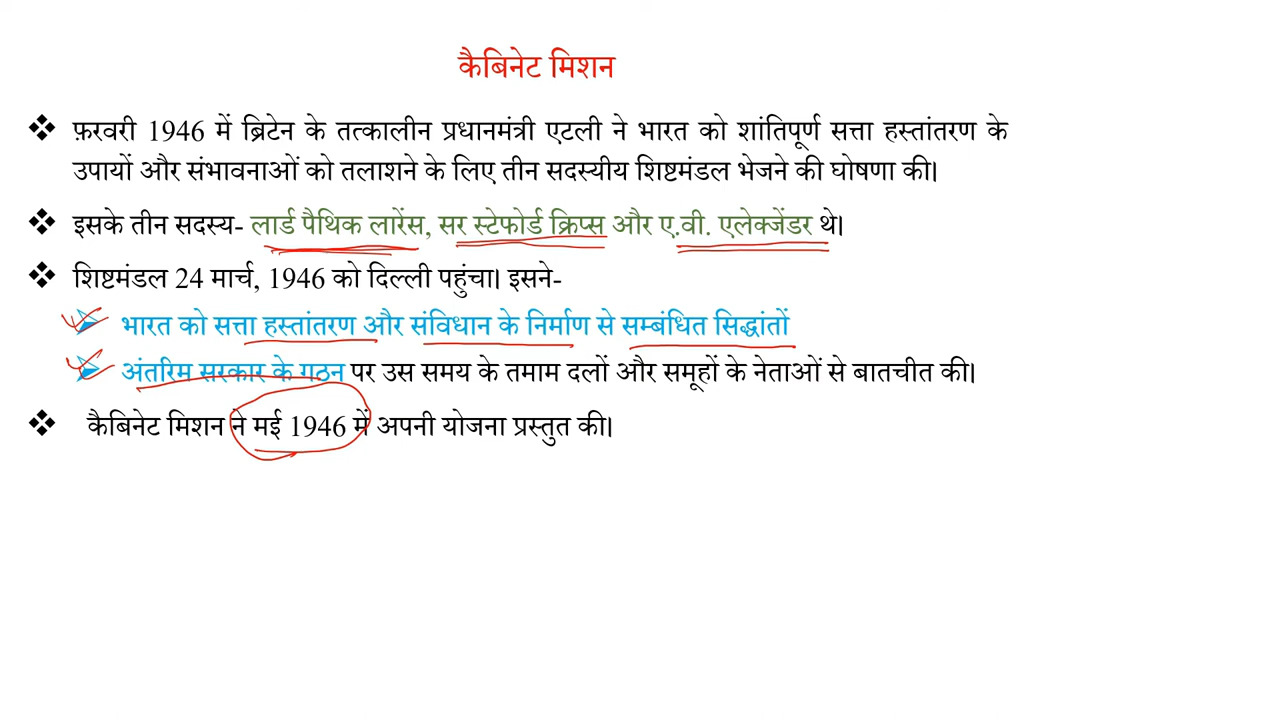 कैबिनेट मिशन
❖ फ़रवरी 1946 में ब्रिटेन के तत्कालीन प्रधानमंत्री एटली ने भारत को शांतिपूर्ण सत्ता हस्तांतरण के
उपायों और संभावनाओं को तलाशने के लिए तीन सदस्यीय शिष्टमंडल भेजने की घोषणा की।
❖ इसके तीन सदस्य- लार्ड पैथिक लारेंस, सर स्टेफोर्ड क्रिप्स और ए.वी. एलेक्जेंडर थे।
❖ शिष्टमंडल 24 मार्च, 1946 को दिल्ली पहुंचा। इसने-
➢ भारत को सत्ता हस्तांतरण और संविधान के निर्माण से सम्बंधित सिद्धांतों
➢ अंतरिम सरकार के गठन पर उस समय के तमाम दलों और समूहों के नेताओं से बातचीत की।
❖ कैबिनेट मिशन ने मई 1946 में अपनी योजना प्रस्तुत की।